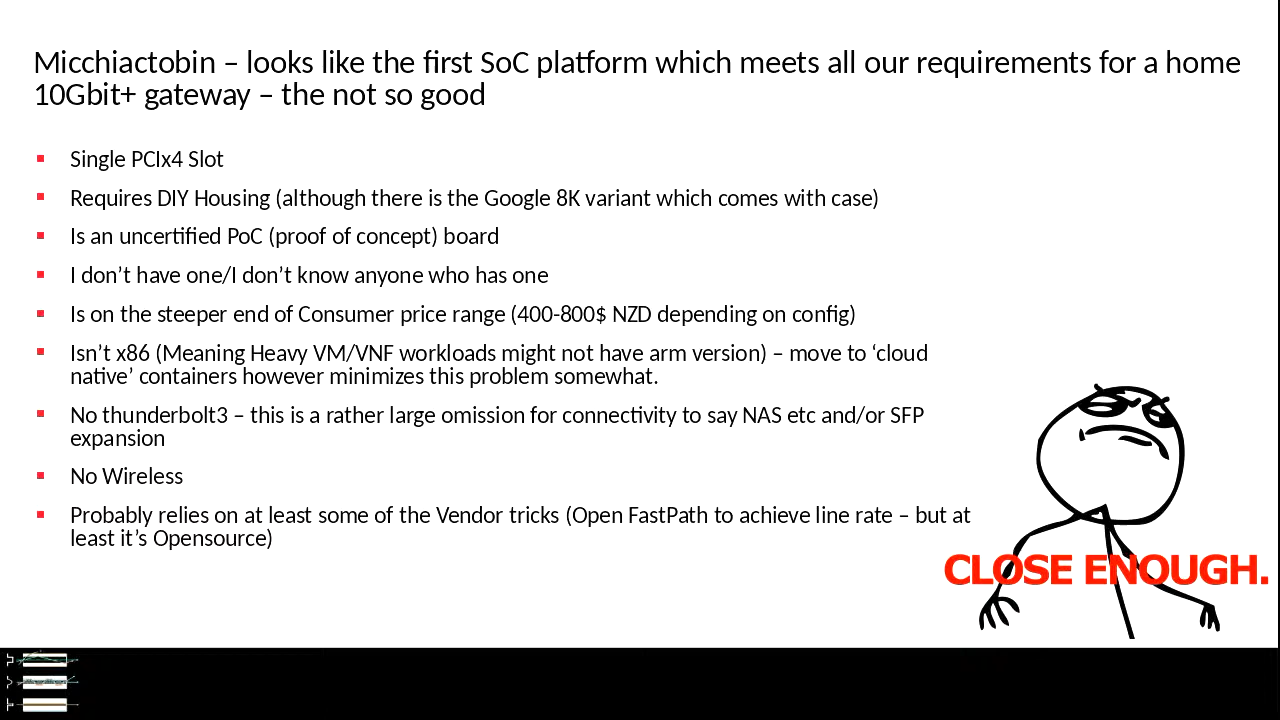 Micchiactobin – looks like the first SoC platform which meets all our requirements for a home
10Gbit+ gateway – the not so good
Single PCIx4 Slot
Requires DIY Housing (although there is the Google 8K variant which comes with case)
Is an uncertified PoC (proof of concept) board
I don’t have one/I don’t know anyone who has one
Is on the steeper end of Consumer price range (400-800$ NZD depending on config)
Isn’t x86 (Meaning Heavy VM/VNF workloads might not have arm version) – move to ‘cloud
native’ containers however minimizes this problem somewhat.
No thunderbolt3 – this is a rather large omission for connectivity to say NAS etc and/or SFP
expansion
No Wireless
Probably relies on at least some of the Vendor tricks (Open FastPath to achieve line rate – but at
least it’s Opensource)
CLOSE ENOUGH.